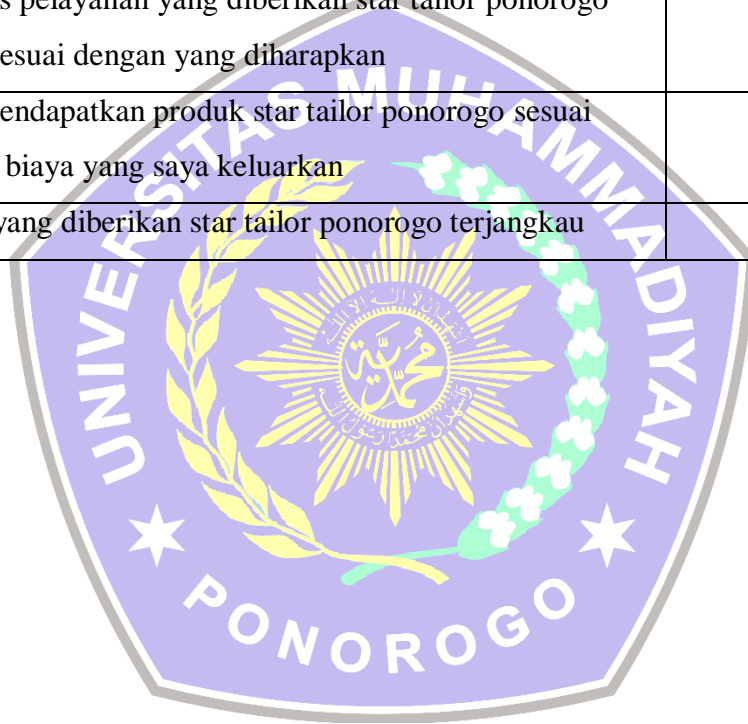 pelayanan yang diberikan star tailor ponorogo
esuai dengan yang diharapkan
endapatkan produk star tailor ponorogo sesuai
biaya yang saya keluarkan
yang diberikan star tailor ponorogo terjangkau
UNIVERSITAS MUHAMMADIYAH
محمدية
PONOROGO